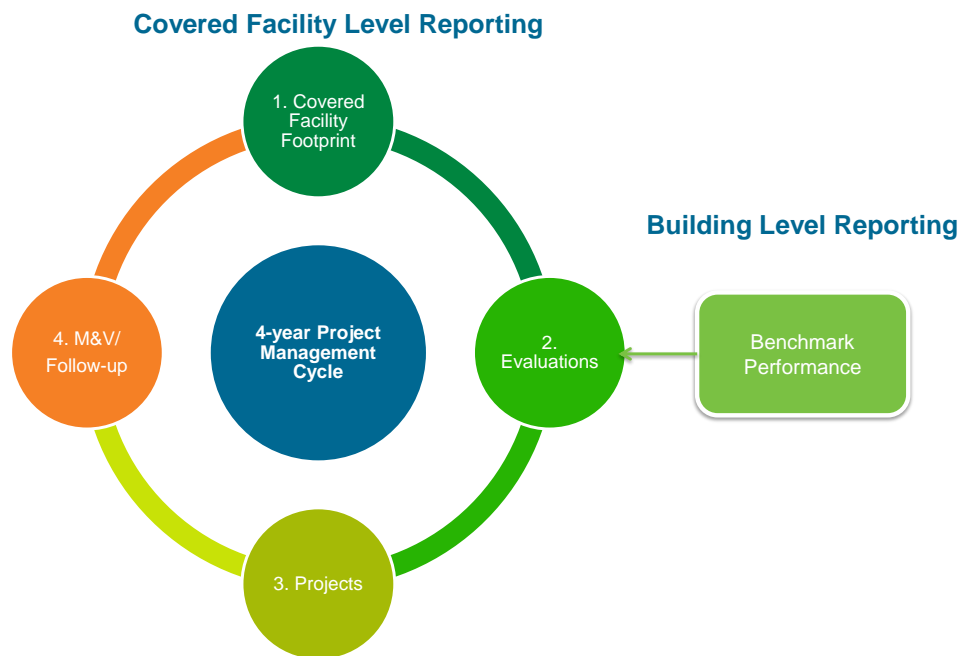 Covered Facility Level Reporting
1. Covered
Facility
Footprint
Building Level Reporting
2.
Evaluations
Benchmark
Performance
3. Projects
4. M&V/
Follow-up
4-year Project
Management
Cycle